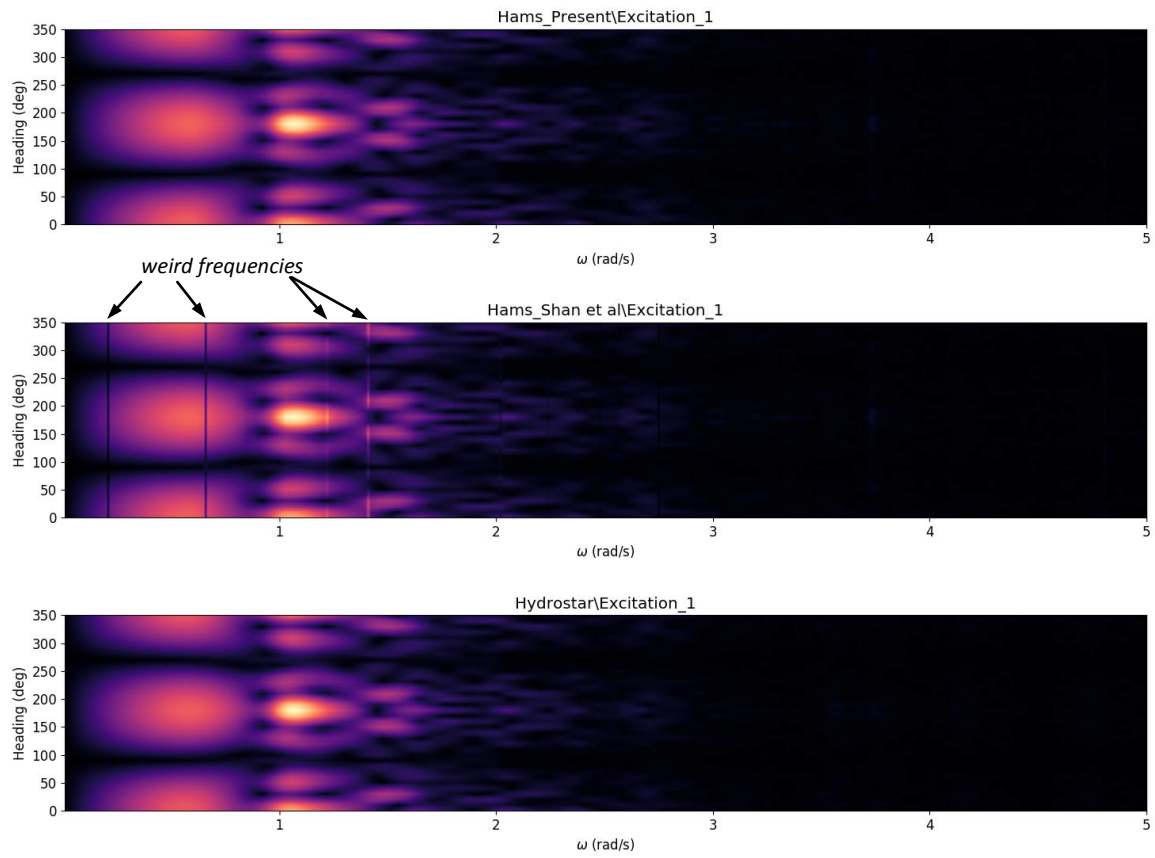 Hams_Present\Excitation_1
350
300
250
200
150
100
50
0
Heading (deg)
1 2 3 4 5
ω (rad/s)
weird frequencies
Hams_Shan et al\Excitation_1
350
300
250
200
150
100
50
0
Heading (deg)
1 2 3 4 5
ω (rad/s)
Hydrostar\Excitation_1
350
300
250
200
150
100
50
0
Heading (deg)
1 2 3 4 5
ω (rad/s)